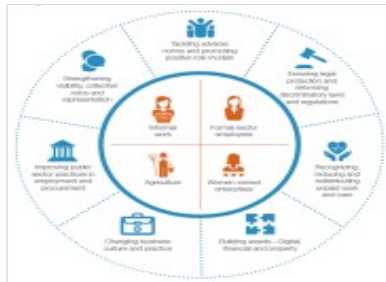 Tackling adverse
norms and promoting
positive role models
Ensuring legal
protection and
reforming
discriminatory laws
and regulations
Strengthening
visibility, collective
voice and
representation
Informal
work
Formal sector
employees
Improving public
sector practices in
employment and
procurement
Recognizing,
reducing and
redistributing
unpaid work
and care
Agriculture
Women-owned
enterprises
Changing business
culture and practice
Building assets—Digital,
financial and property